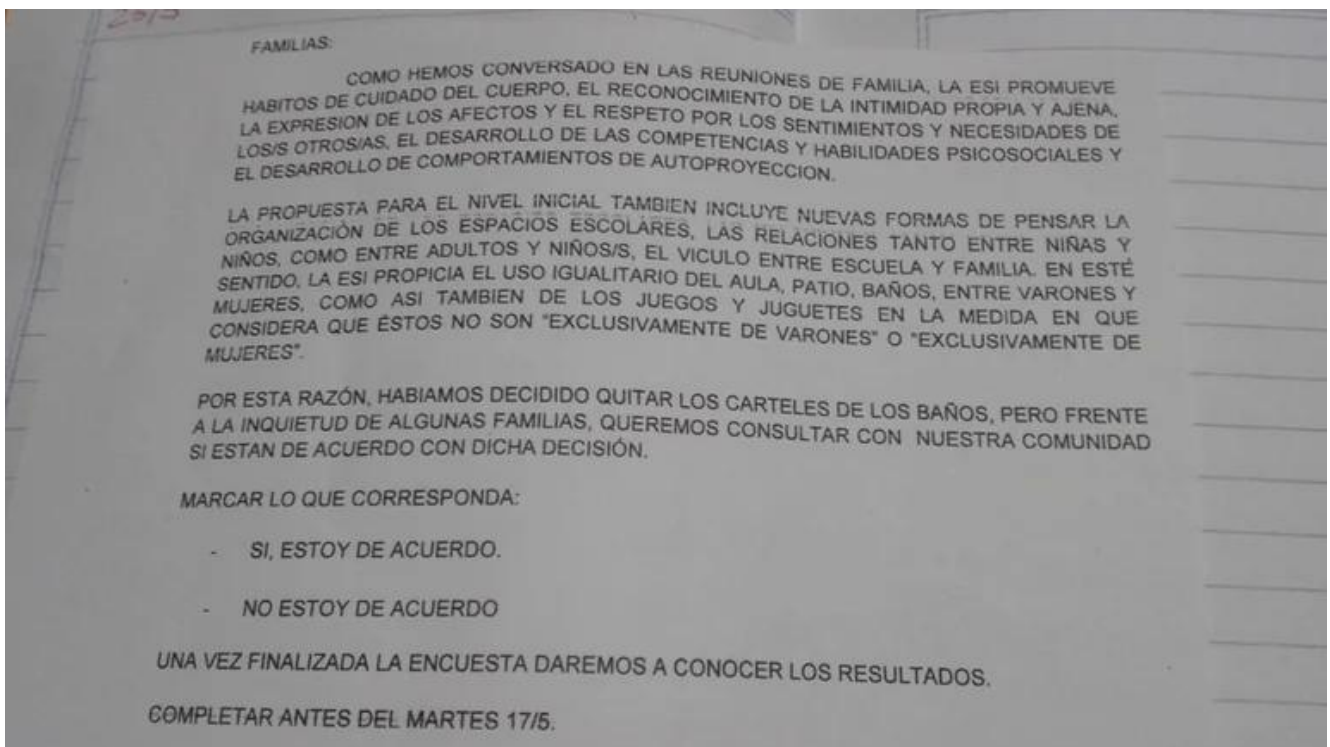 FAMILIAS:
COMO HEMOS CONVERSADO EN LAS REUNIONES DE FAMILIA, LA ESI PROMUEVE
HABITOS DE CUIDADO DEL CUERPO, EL RECONOCIMIENTO DE LA INTIMIDAD PROPIA Y AJENA,
LA EXPRESION DE LOS AFECTOS Y EL RESPETO POR LOS SENTIMIENTOS Y NECESIDADES DE
LOS/S OTROS/AS, EL DESARROLLO DE LAS COMPETENCIAS Y HABILIDADES PSICOSOCIALES Y
EL DESARROLLO DE COMPORTAMIENTOS DE AUTOPROYECCION.
LA PROPUESTA PARA EL NIVEL INICIAL TAMBIEN INCLUYE NUEVAS FORMAS DE PENSAR LA
ORGANIZACIÓN DE LOS ESPACIOS ESCOLARES, LAS RELACIONES TANTO ENTRE NIÑAS Y
NIÑOS, COMO ENTRE ADULTOS Y NIÑOS/S, EL VICULO ENTRE ESCUELA Y FAMILIA. EN ESTÉ
SENTIDO, LA ESI PROPICIA EL USO IGUALITARIO DEL AULA, PATIO, BAÑOS, ENTRE VARONES Y
MUJERES, COMO ASI TAMBIEN DE LOS JUEGOS Y JUGUETES EN LA MEDIDA EN QUE
CONSIDERA QUE ÉSTOS NO SON "EXCLUSIVAMENTE DE VARONES" O "EXCLUSIVAMENTE DE
MUJERES".
POR ESTA RAZÓN, HABIAMOS DECIDIDO QUITAR LOS CARTELES DE LOS BAÑOS, PERO FRENTE
A LA INQUIETUD DE ALGUNAS FAMILIAS, QUEREMOS CONSULTAR CON NUESTRA COMUNIDAD
SI ESTAN DE ACUERDO CON DICHA DECISIÓN.
MARCAR LO QUE CORRESPONDA:
- SI, ESTOY DE ACUERDO.
- NO ESTOY DE ACUERDO
UNA VEZ FINALIZADA LA ENCUESTA DAREMOS A CONOCER LOS RESULTADOS.
COMPLETAR ANTES DEL MARTES 17/5.